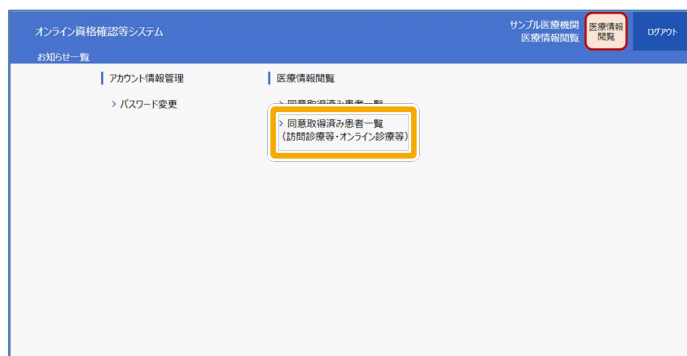 オンライン資格確認等システム
サンプル医療機関
医療情報閲覧
医療情報
閲覧
ログアウト
お知らせ一覧
アカウント情報管理
医療情報閲覧
> パスワード変更
> 同意取得済み患者一覧
> 同意取得済み患者一覧
(訪問診療等・オンライン診療等)